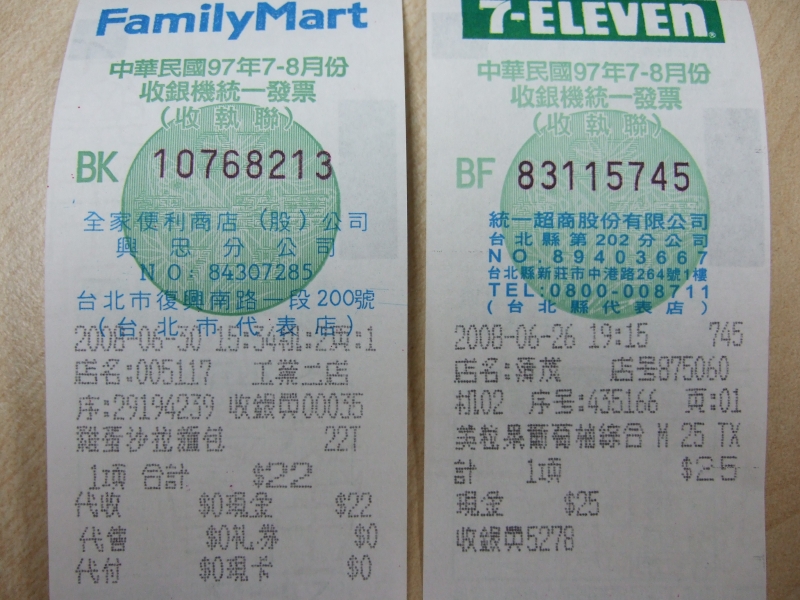 FamilyMart
中華民國97年7-8月份
收銀機統一發票
(收執聯)
BK 10768213
全家便利商店(股)公司
興忠分公司
NO:84307285
台北市復興南路一段200號
(台北市代表店)
2008-06-30 15:54机:2頁:1
店名:005117 工業二店
序:29194239 收銀員00035
雞蛋沙拉麵包 22T
1項 合計 $22
代收 $0現金 $22
代售 $0礼券 $0
代付 $0現卡 $0
7-ELEVEN
中華民國97年7-8月份
收銀機統一發票
(收執聯)
BF 83115745
統一超商股份有限公司
台北縣第202分公司
NO.89403667
台北縣新莊市中港路264號1樓
TEL:0800-008711
(台北縣代表店)
2008-06-26 19:15 745
店名:濱茂 店号875060
机02 序号:435166 頁:01
美粒果葡萄柚綜合 M 25 TX
計 1項 $25
現金 $25
收銀員5278